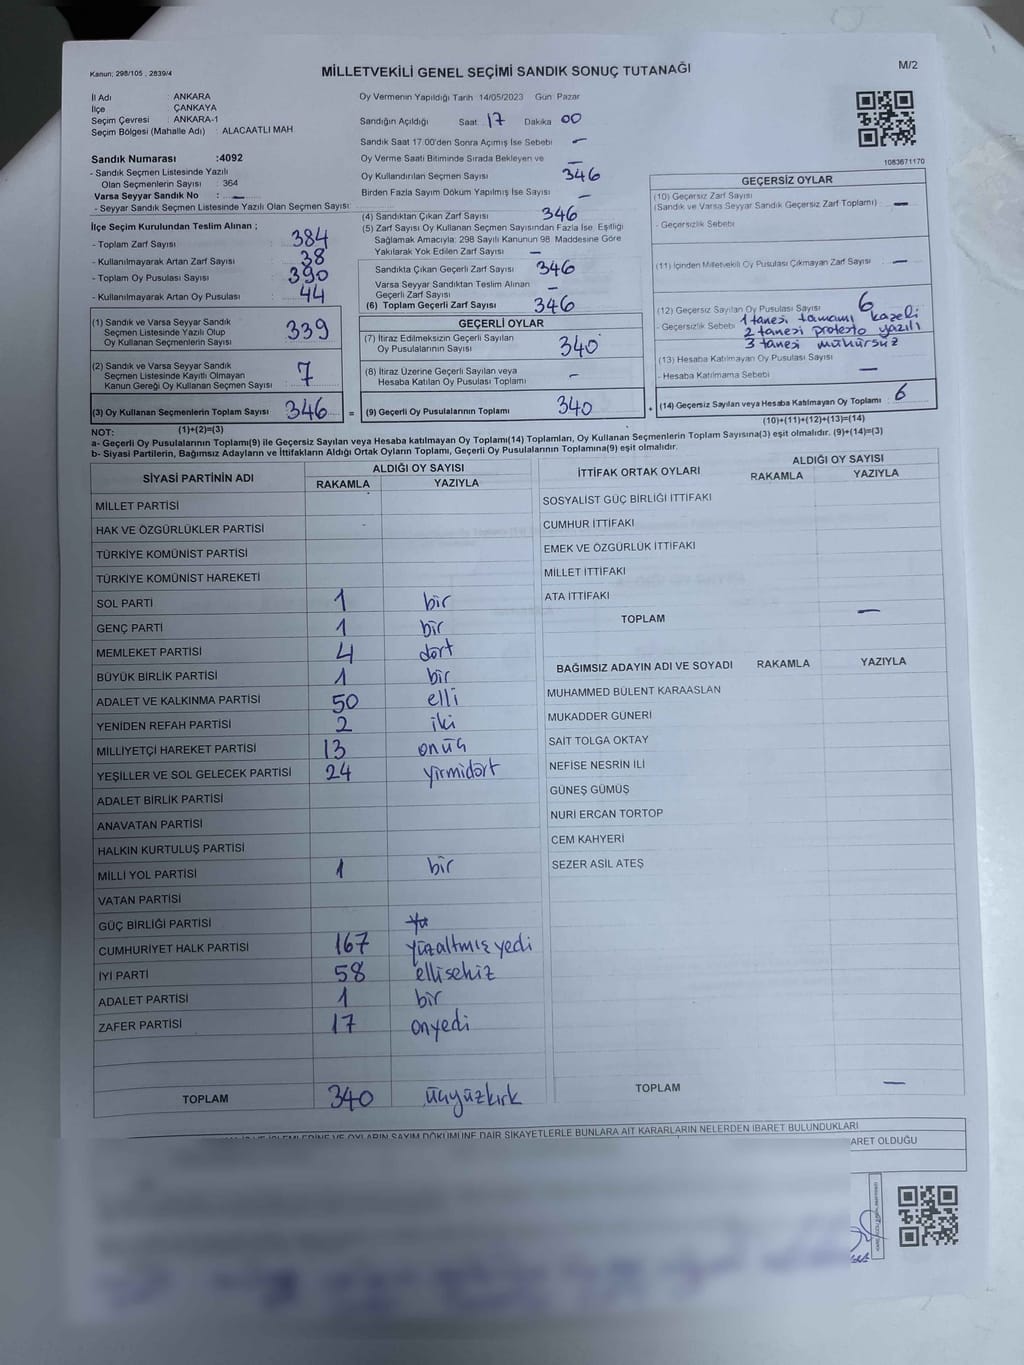 Kanun: 298/105 , 2839/4
MİLLETVEKİLİ GENEL SEÇİMİ SANDIK SONUÇ TUTANAĞI
M/2
İl Adı : ANKARA
İlçe : ÇANKAYA
Seçim Çevresi : ANKARA-1
Seçim Bölgesi (Mahalle Adı) : ALACAATLI MAH.
Sandık Numarası :4092
- Sandık Seçmen Listesinde Yazılı
Olan Seçmenlerin Sayısı : 364
Varsa Seyyar Sandık No : —
- Seyyar Sandık Seçmen Listesinde Yazılı Olan Seçmen Sayısı:
İlçe Seçim Kurulundan Teslim Alınan ;
- Toplam Zarf Sayısı : 384
- Kullanılmayarak Artan Zarf Sayısı : 38
- Toplam Oy Pusulası Sayısı : 390
- Kullanılmayarak Artan Oy Pusulası : 44
(1) Sandık ve Varsa Seyyar Sandık
Seçmen Listesinde Yazılı Olup
Oy Kullanan Seçmenlerin Sayısı : 339
(2) Sandık ve Varsa Seyyar Sandık
Seçmen Listesinde Kayıtlı Olmayan
Kanun Gereği Oy Kullanan Seçmen Sayısı : 7
(3) Oy Kullanan Seçmenlerin Toplam Sayısı : 346
(1)+(2)=(3)
Oy Vermenin Yapıldığı Tarih 14/05/2023 Gün: Pazar
Sandığın Açıldığı Saat: 17 Dakika 00
Sandık Saat 17.00'den Sonra Açımış İse Sebebi —
Oy Verme Saati Bitiminde Sırada Bekleyen ve —
Oy Kullandırılan Seçmen Sayısı 346
Birden Fazla Sayım Döküm Yapılmış İse Sayısı —
(4) Sandıktan Çıkan Zarf Sayısı 346
(5) Zarf Sayısı Oy Kullanan Seçmen Sayısından Fazla İse, Eşitliği
Sağlamak Amacıyla; 298 Sayılı Kanunun 98. Maddesine Göre
Yakılarak Yok Edilen Zarf Sayısı —
Sandıkta Çıkan Geçerli Zarf Sayısı 346
Varsa Seyyar Sandıktan Teslim Alınan
Geçerli Zarf Sayısı —
(6) Toplam Geçerli Zarf Sayısı 346
GEÇERLİ OYLAR
(7) İtiraz Edilmeksizin Geçerli Sayılan
Oy Pusulalarının Sayısı 340
(8) İtiraz Üzerine Geçerli Sayılan veya
Hesaba Katılan Oy Pusulası Toplamı —
= (9) Geçerli Oy Pusulalarının Toplamı 340
1083671170
GEÇERSİZ OYLAR
(10) Geçersiz Zarf Sayısı
(Sandık ve Varsa Seyyar Sandık Geçersiz Zarf Toplamı) : —
- Geçersizlik Sebebi
(11) İçinden Milletvekili Oy Pusulası Çıkmayan Zarf Sayısı : —
(12) Geçersiz Sayılan Oy Pusulası Sayısı 6
- Geçersizlik Sebebi 1 tanesi tamamı kaşeli
2 tanesi protesto yazılı
3 tanesi mühürsüz
(13) Hesaba Katılmayan Oy Pusulası Sayısı
- Hesaba Katılmama Sebebi —
+ (14) Geçersiz Sayılan veya Hesaba Katılmayan Oy Toplamı : 6
(10)+(11)+(12)+(13)=(14)
NOT:
a- Geçerli Oy Pusulalarının Toplamı(9) ile Geçersiz Sayılan veya Hesaba katılmayan Oy Toplamı(14) Toplamları, Oy Kullanan Seçmenlerin Toplam Sayısına(3) eşit olmalıdır. (9)+(14)=(3)
b- Siyasi Partilerin, Bağımsız Adayların ve İttifakların Aldığı Ortak Oyların Toplamı, Geçerli Oy Pusulalarının Toplamına(9) eşit olmalıdır.
SİYASİ PARTİNİN ADI ALDIĞI OY SAYISI
RAKAMLA YAZIYLA
MİLLET PARTİSİ
HAK VE ÖZGÜRLÜKLER PARTİSİ -
TÜRKİYE KOMÜNİST PARTİSİ
TÜRKİYE KOMÜNİST HAREKETİ
SOL PARTİ 1 bir
GENÇ PARTİ 1 bir
MEMLEKET PARTİSİ 4 dört
BÜYÜK BİRLİK PARTİSİ 1 bir
ADALET VE KALKINMA PARTİSİ 50 elli
YENİDEN REFAH PARTİSİ 2 iki
MİLLİYETÇİ HAREKET PARTİSİ 13 onüç
YEŞİLLER VE SOL GELECEK PARTİSİ 24 yirmidört
ADALET BİRLİK PARTİSİ
ANAVATAN PARTİSİ
HALKIN KURTULUŞ PARTİSİ
MİLLİ YOL PARTİSİ 1 bir
VATAN PARTİSİ
GÜÇ BİRLİĞİ PARTİSİ
CUMHURİYET HALK PARTİSİ 167 yüzaltmış yedi
İYİ PARTİ 58 ellisekiz
ADALET PARTİSİ 1 bir
ZAFER PARTİSİ 17 onyedi
TOPLAM 340 üçyüzkırk
İTTİFAK ORTAK OYLARI ALDIĞI OY SAYISI
RAKAMLA YAZIYLA
SOSYALİST GÜÇ BİRLİĞİ İTTİFAKI
CUMHUR İTTİFAKI
EMEK VE ÖZGÜRLÜK İTTİFAKI
MİLLET İTTİFAKI
ATA İTTİFAKI
TOPLAM —
BAĞIMSIZ ADAYIN ADI VE SOYADI RAKAMLA YAZIYLA
MUHAMMED BÜLENT KARAASLAN
MUKADDER GÜNERİ
SAİT TOLGA OKTAY
NEFİSE NESRİN İLİ
GÜNEŞ GÜMÜŞ
NURİ ERCAN TORTOP
CEM KAHYERİ
SEZER ASİL ATEŞ
TOPLAM —
OYLARIN SAYIM DÖKÜMÜNE DAİR ŞİKAYETLERLE BUNLARA AİT KARARLARIN NELERDEN İBARET BULUNDUKLARI
ARET OLDUĞU